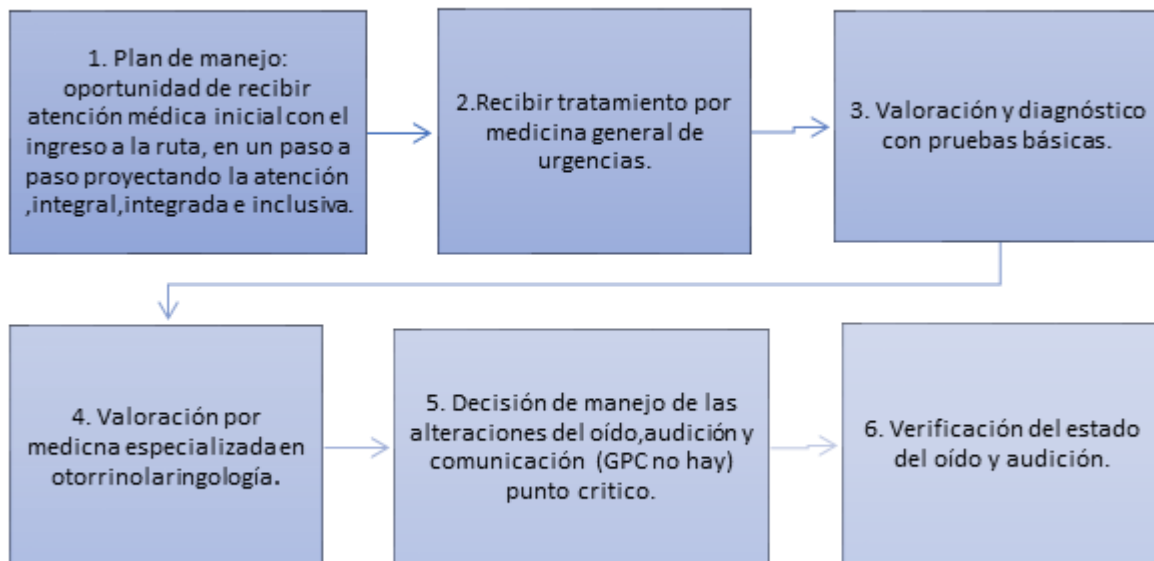 1. Plan de manejo:
oportunidad de recibir
atención médica inicial con el
ingreso a la ruta, en un paso a
paso proyectando la atención
,integral,integrada e inclusiva.
2.Recibir tratamiento por
medicina general de
urgencias.
3. Valoración y diagnóstico
con pruebas básicas.
4. Valoración por
medicna especializada en
otorrinolaringología.
5. Decisión de manejo de las
alteraciones del oído,audición y
comunicación (GPC no hay)
punto critico.
6. Verificación del estado
del oído y audición.